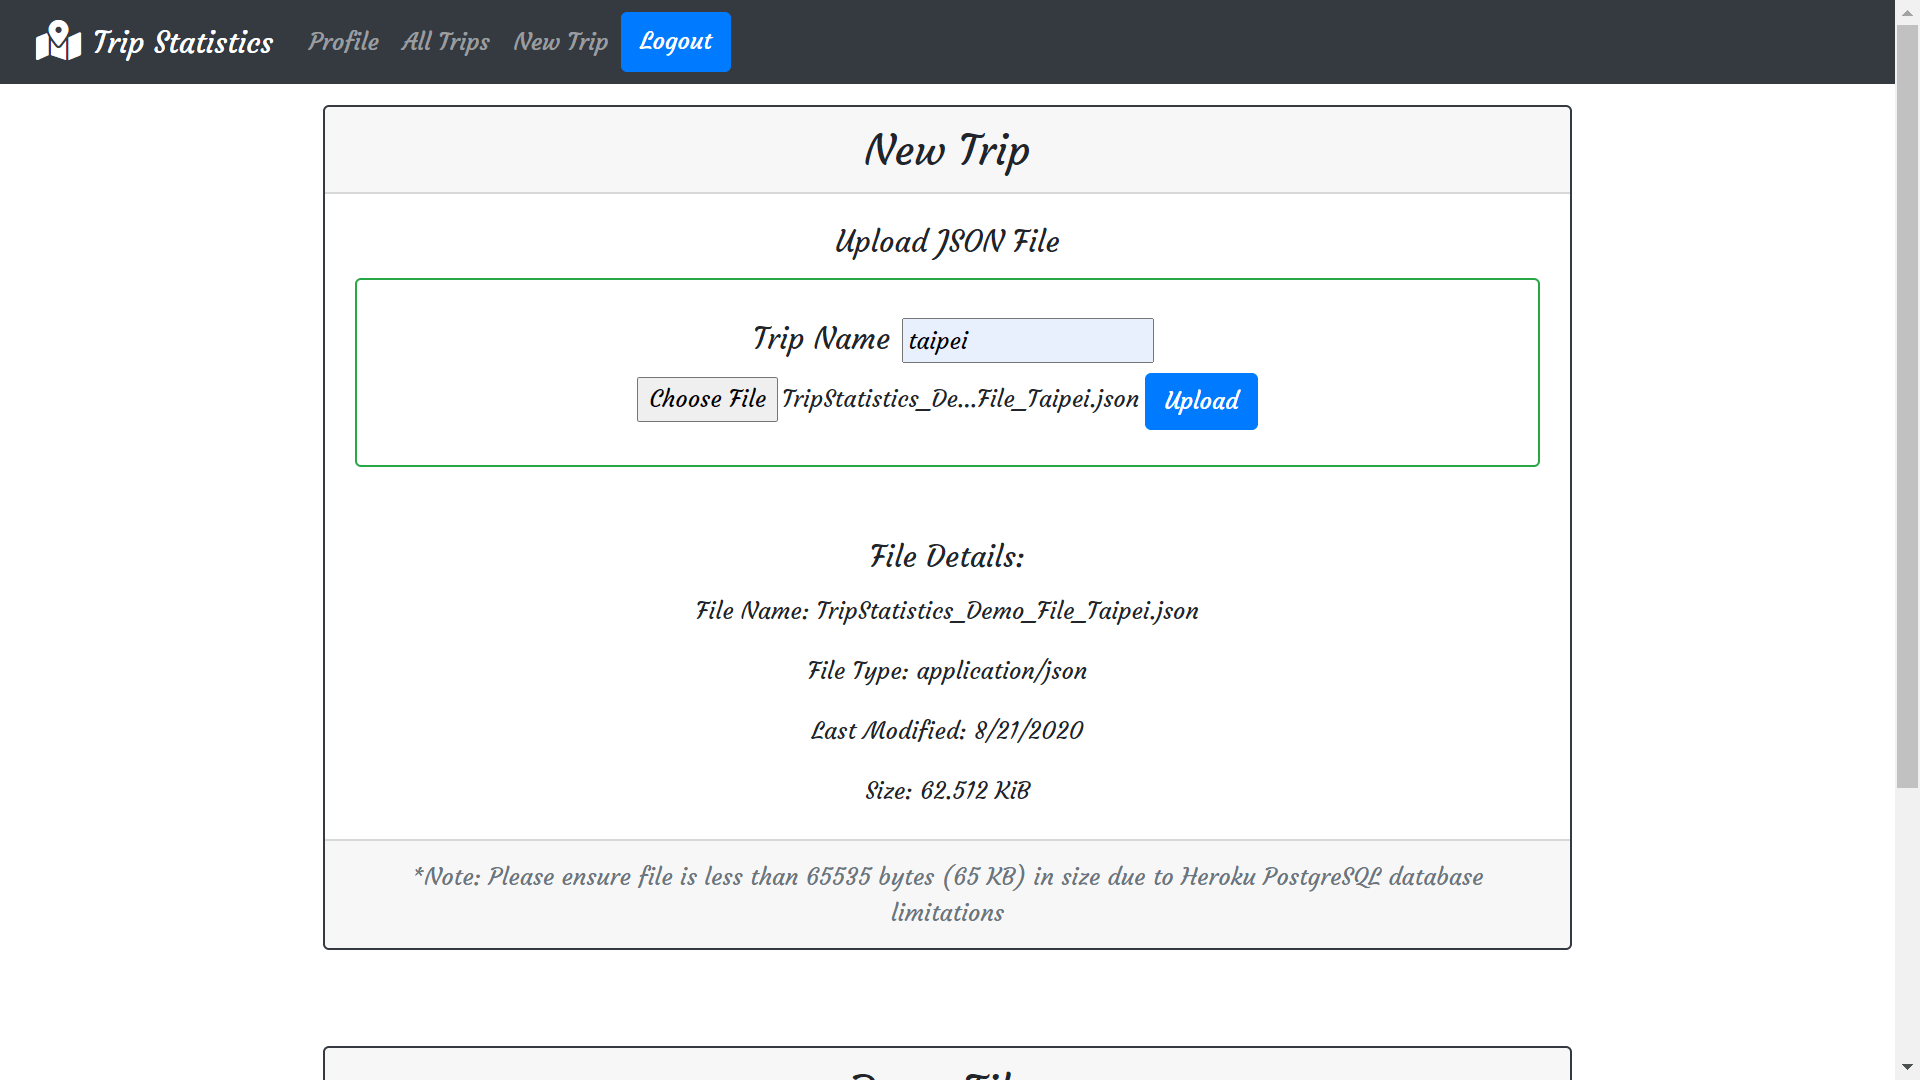 Trip Statistics Profile All Trips New Trip Logout
New Trip
Upload JSON File
Trip Name taipei
Choose File TripStatistics_De...File_Taipei.json Upload
File Details:
File Name: TripStatistics_Demo_File_Taipei.json
File Type: application/json
Last Modified: 8/21/2020
Size: 62.512 KiB
*Note: Please ensure file is less than 65535 bytes (65 KB) in size due to Heroku PostgreSQL database
limitations